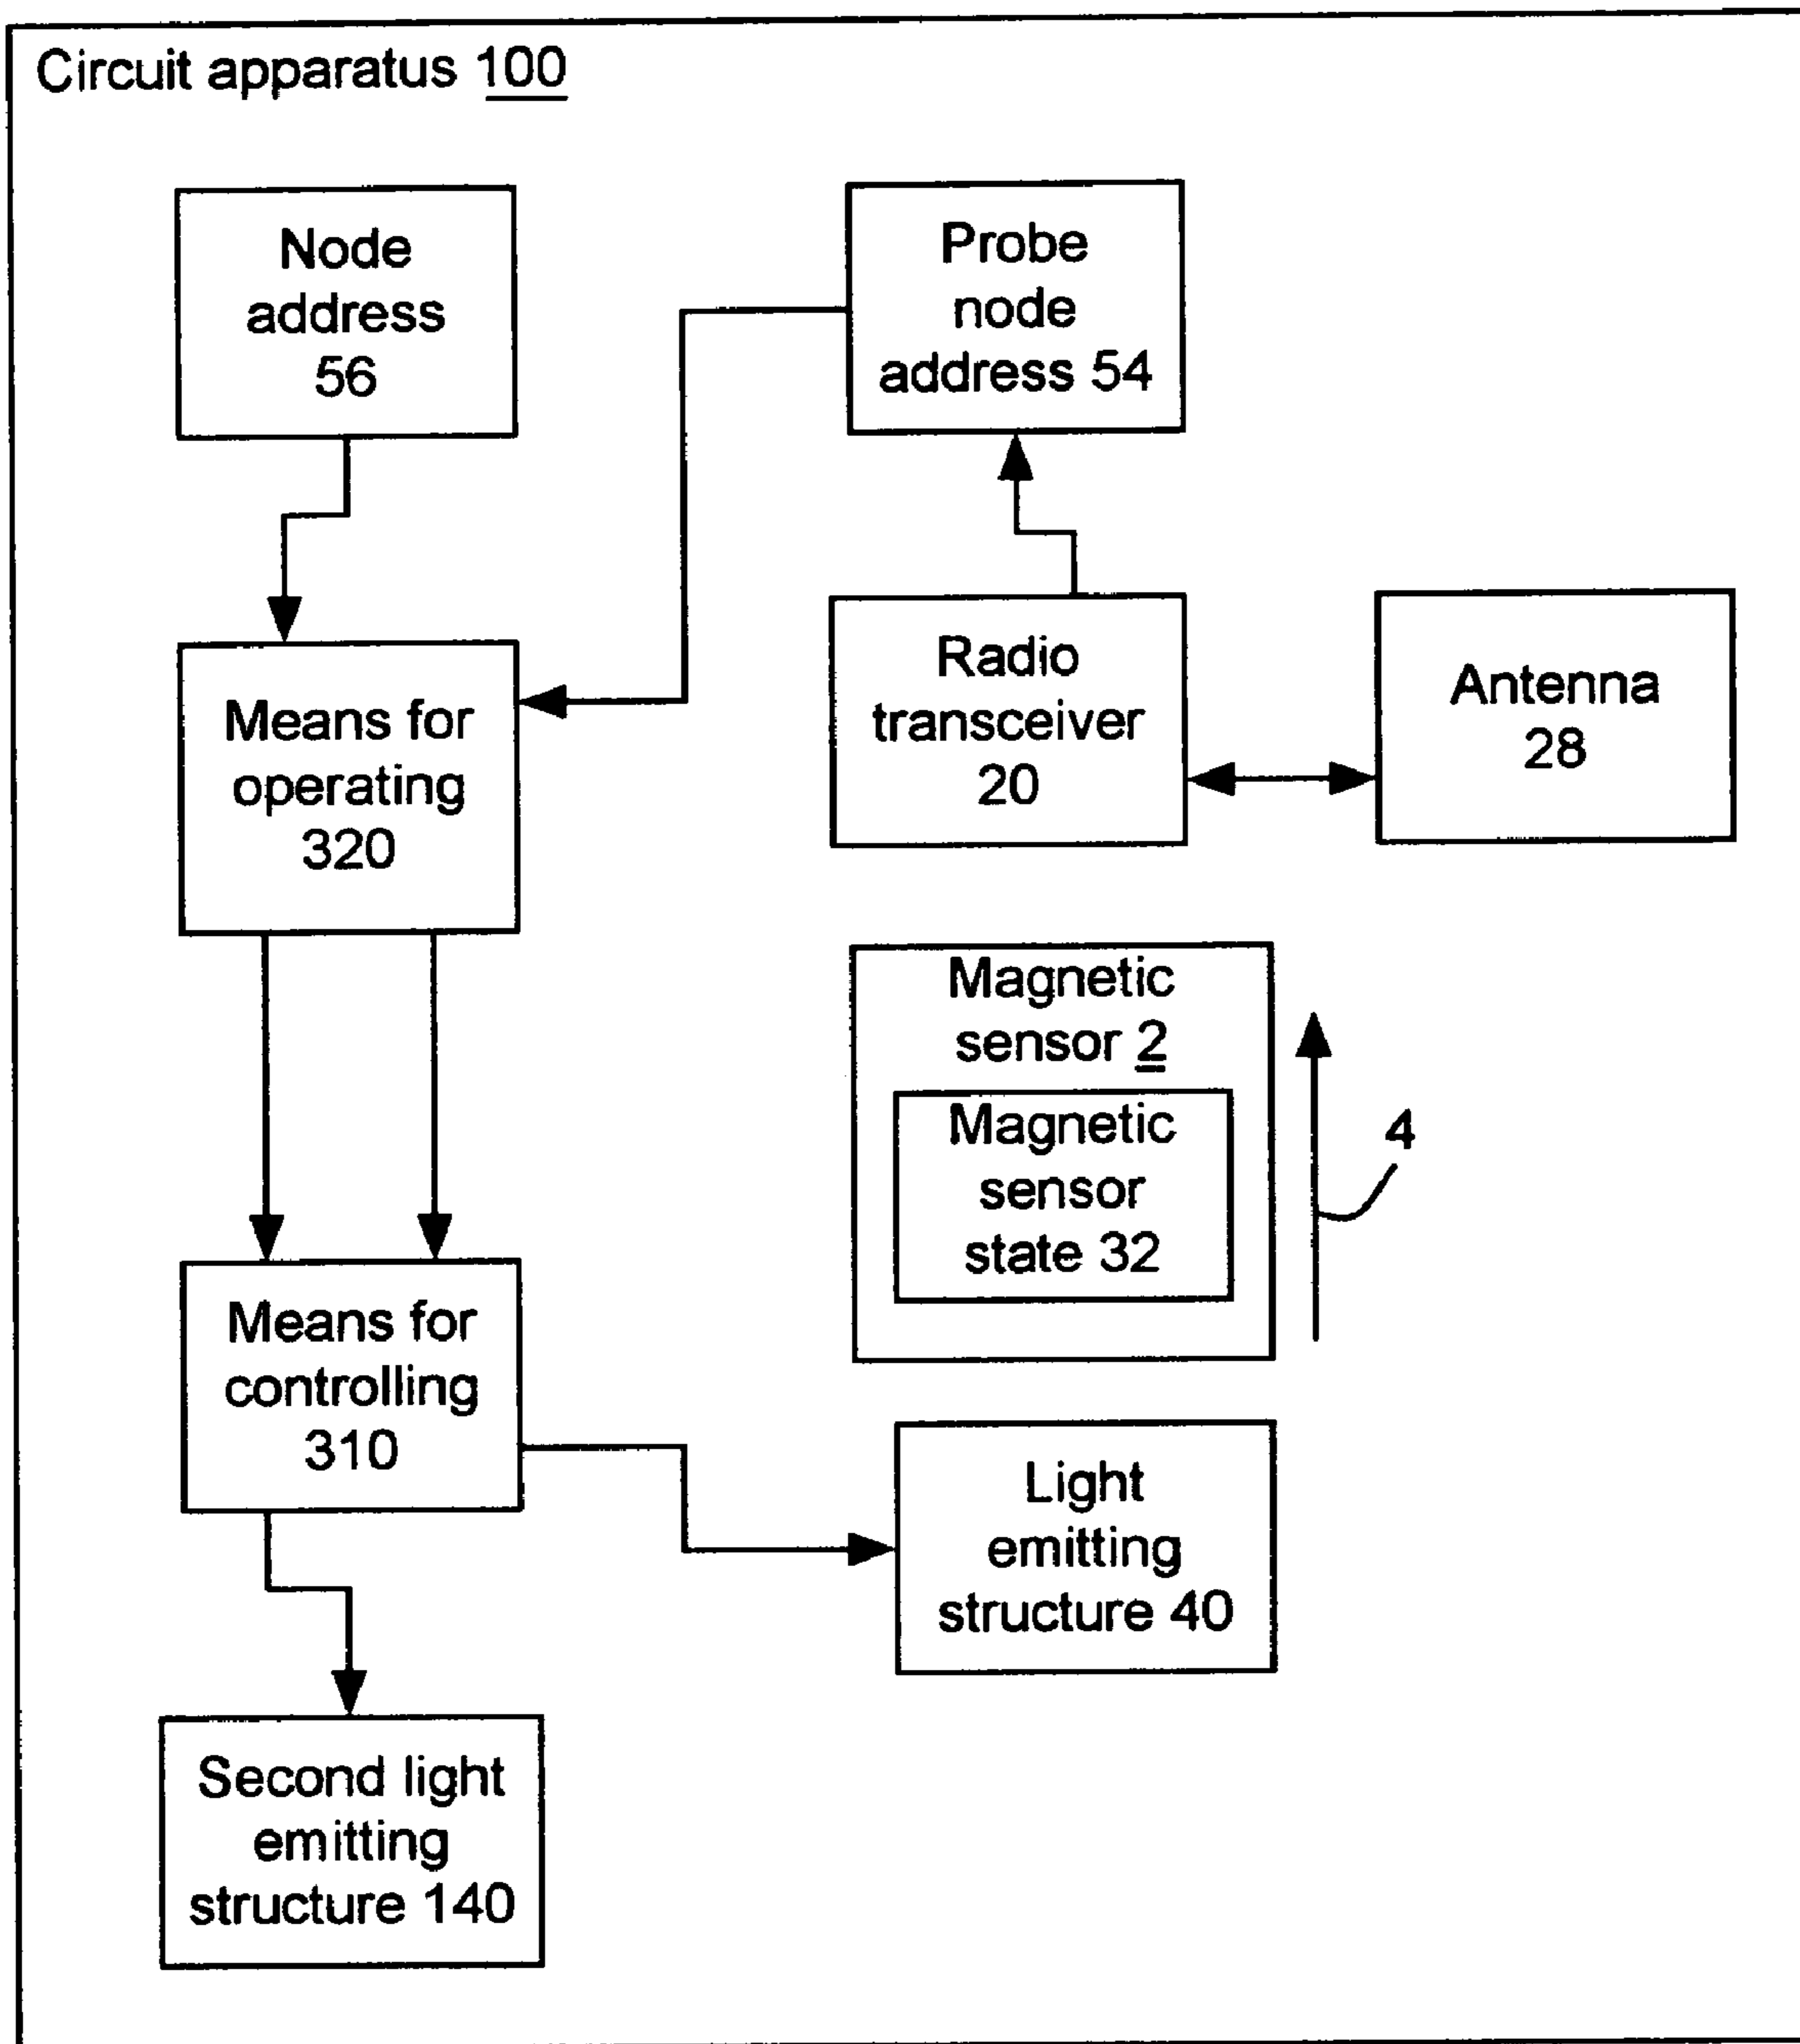 Circuit apparatus 100
Node
address
56
Probe
node
address 54
Means for
operating
320
Radio
transceiver
20
Antenna
28
Magnetic
sensor 2
Magnetic
sensor
state 32
4
Means for
controlling
310
Light
emitting
structure 40
Second light
emitting
structure 140